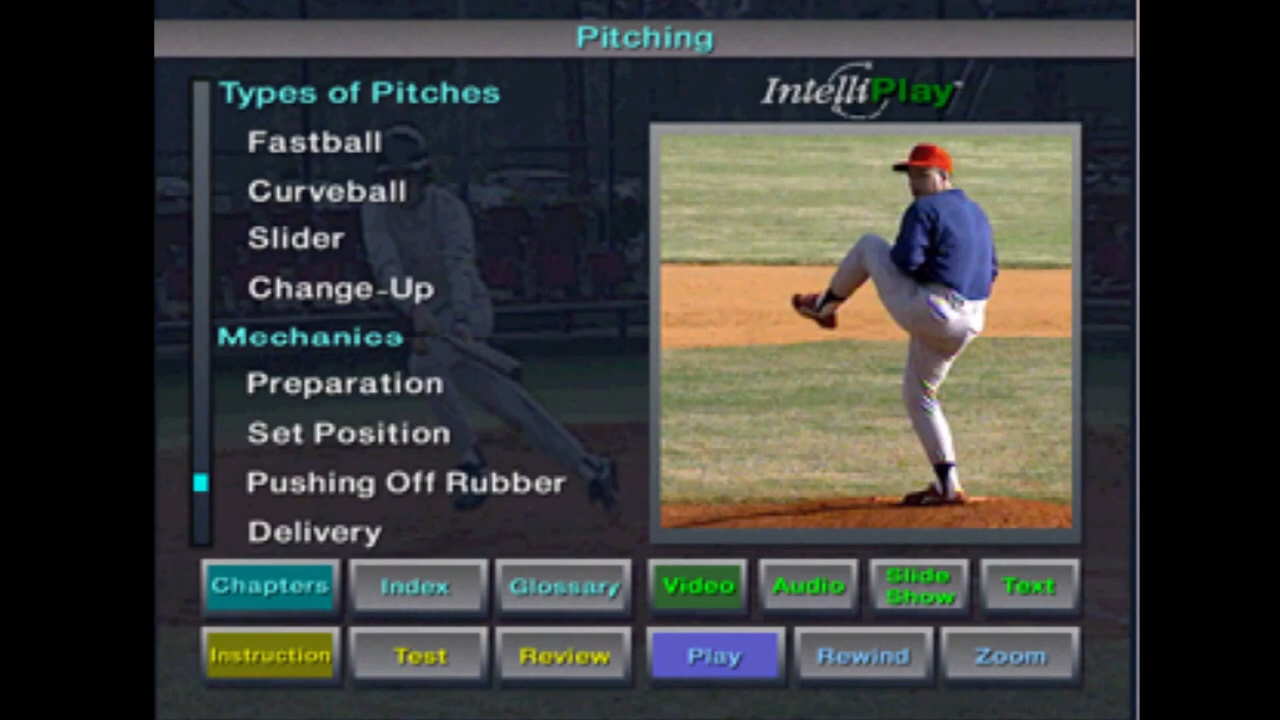 Pitching
Types of Pitches
Fastball
Curveball
Slider
Change-Up
Mechanics
Preparation
Set Position
Pushing Off Rubber
Delivery
IntelliPlay™
Chapters
Index
Glossary
Video
Audio
Slide
Show
Text
Instruction
Test
Review
Play
Rewind
Zoom